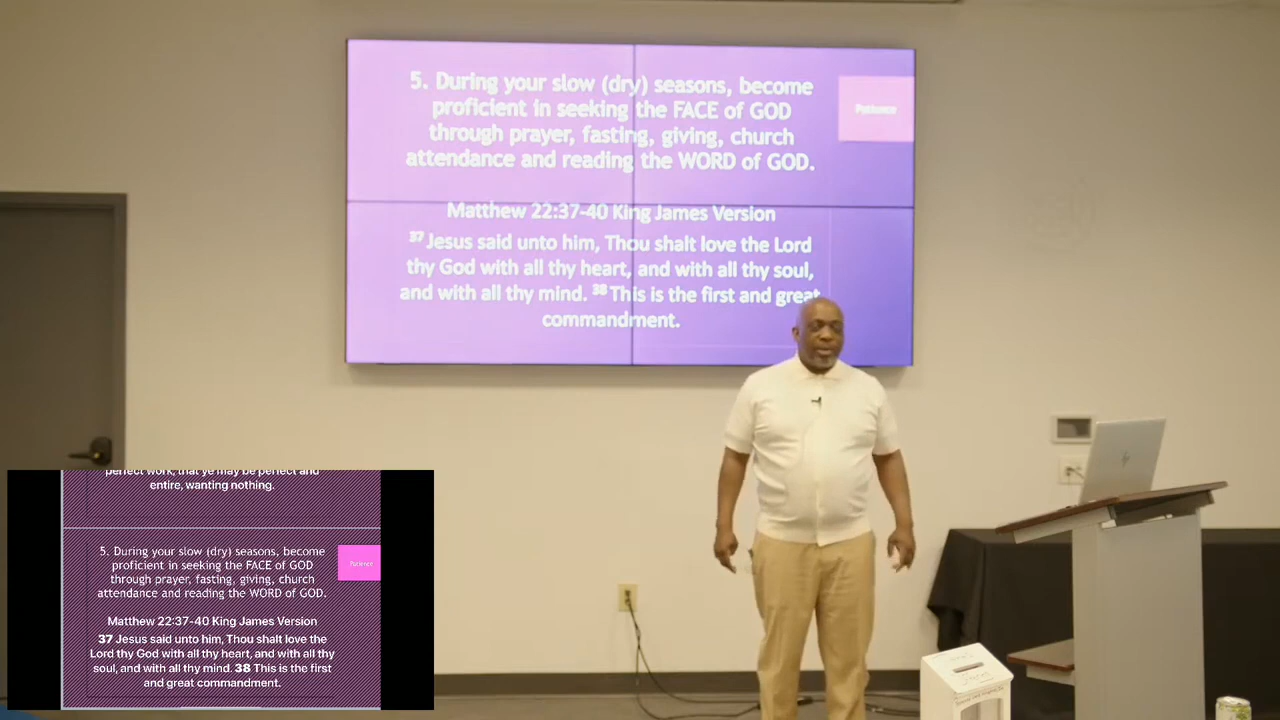 5. During your slow (dry) seasons, become
proficient in seeking the FACE of GOD
through prayer, fasting, giving, church
attendance and reading the WORD of GOD.
Patience
Matthew 22:37-40 King James Version
37 Jesus said unto him, Thou shalt love the Lord
thy God with all thy heart, and with all thy soul,
and with all thy mind. 38 This is the first and great
commandment.
perfect work, that ye may be perfect and
entire, wanting nothing.
5. During your slow (dry) seasons, become
proficient in seeking the FACE of GOD
through prayer, fasting, giving, church
attendance and reading the WORD of GOD.
Patience
Matthew 22:37-40 King James Version
37 Jesus said unto him, Thou shalt love the
Lord thy God with all thy heart, and with all thy
soul, and with all thy mind. 38 This is the first
and great commandment.